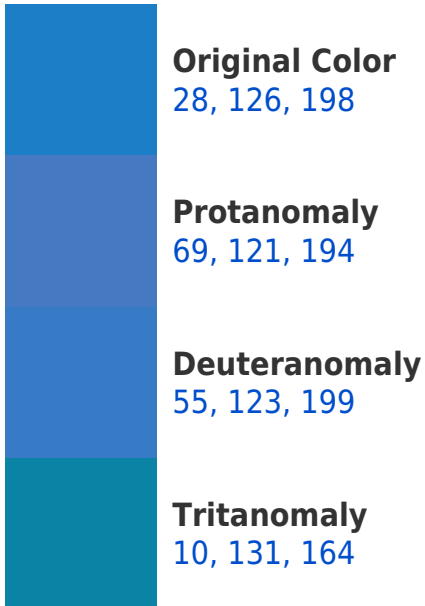 Original Color
28, 126, 198
Protanomaly
69, 121, 194
Deuteranomaly
55, 123, 199
Tritanomaly
10, 131, 164